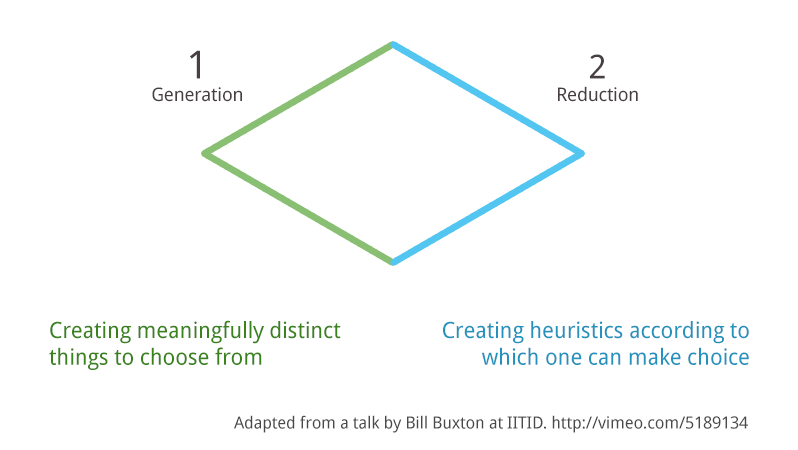 1
Generation
2
Reduction
Creating meaningfully distinct
things to choose from
Creating heuristics according to
which one can make choice
Adapted from a talk by Bill Buxton at IITID. http://vimeo.com/5189134